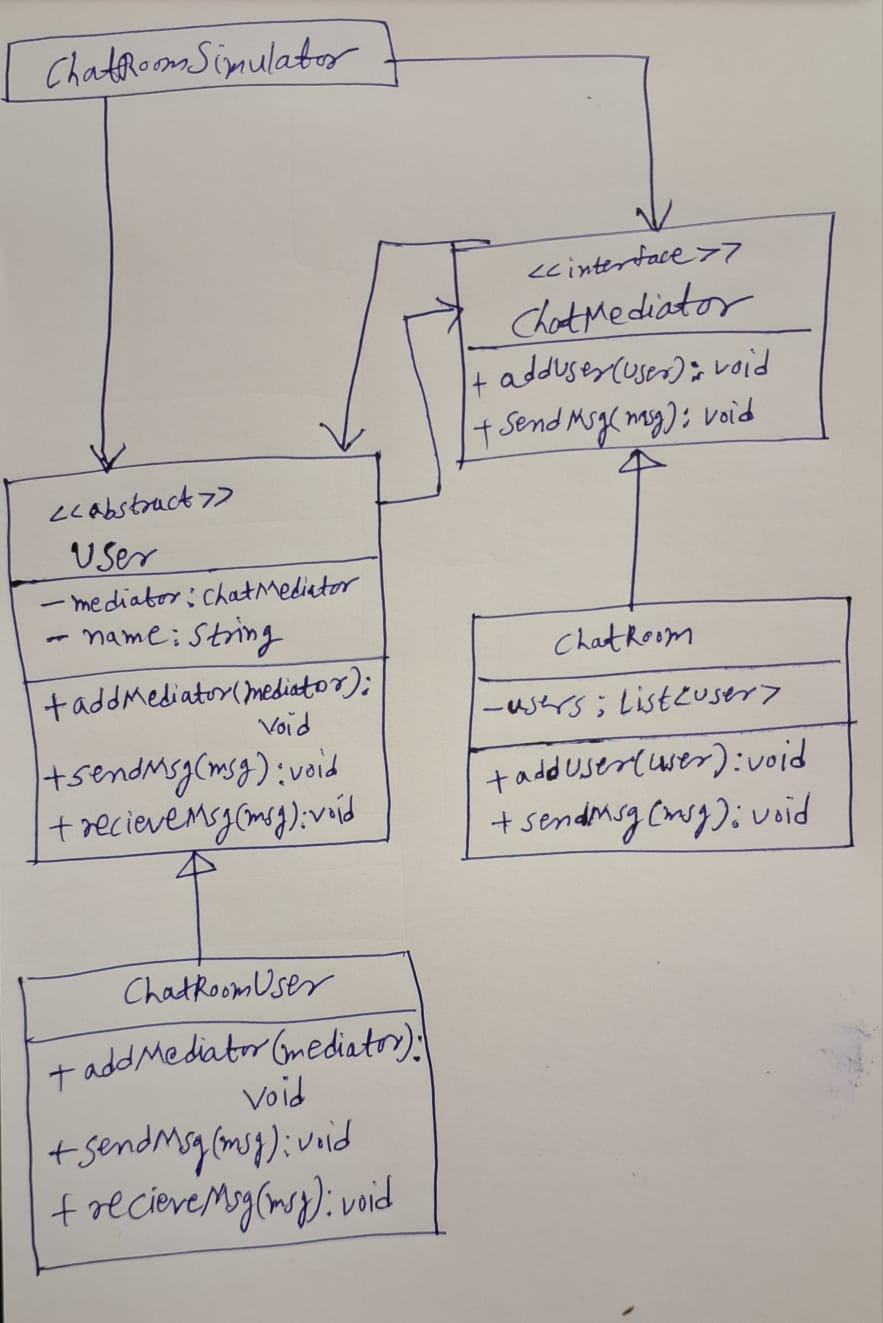 ChatRoomSimulator
<<interface>>
ChatMediator
+ addUser(user): void
+ sendMsg(msg): void
<<abstract>>
User
- mediator: ChatMediator
- name: String
+ addMediator(mediator):
void
+ sendMsg(msg): void
+ recieveMsg(msg): void
ChatRoom
- users: List<user>
+ addUser(user): void
+ sendMsg(msg): void
ChatRoomUser
+ addMediator(mediator):
void
+ sendMsg(msg): void
+ recieveMsg(msg): void